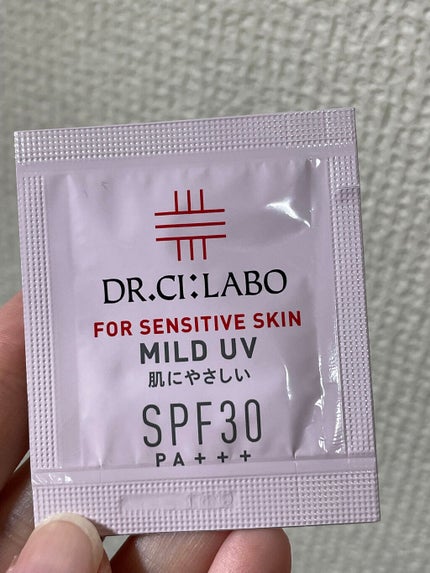 DR.CI:LABO
FOR SENSITIVE SKIN
MILD UV
肌にやさしい
SPF30
PA+++